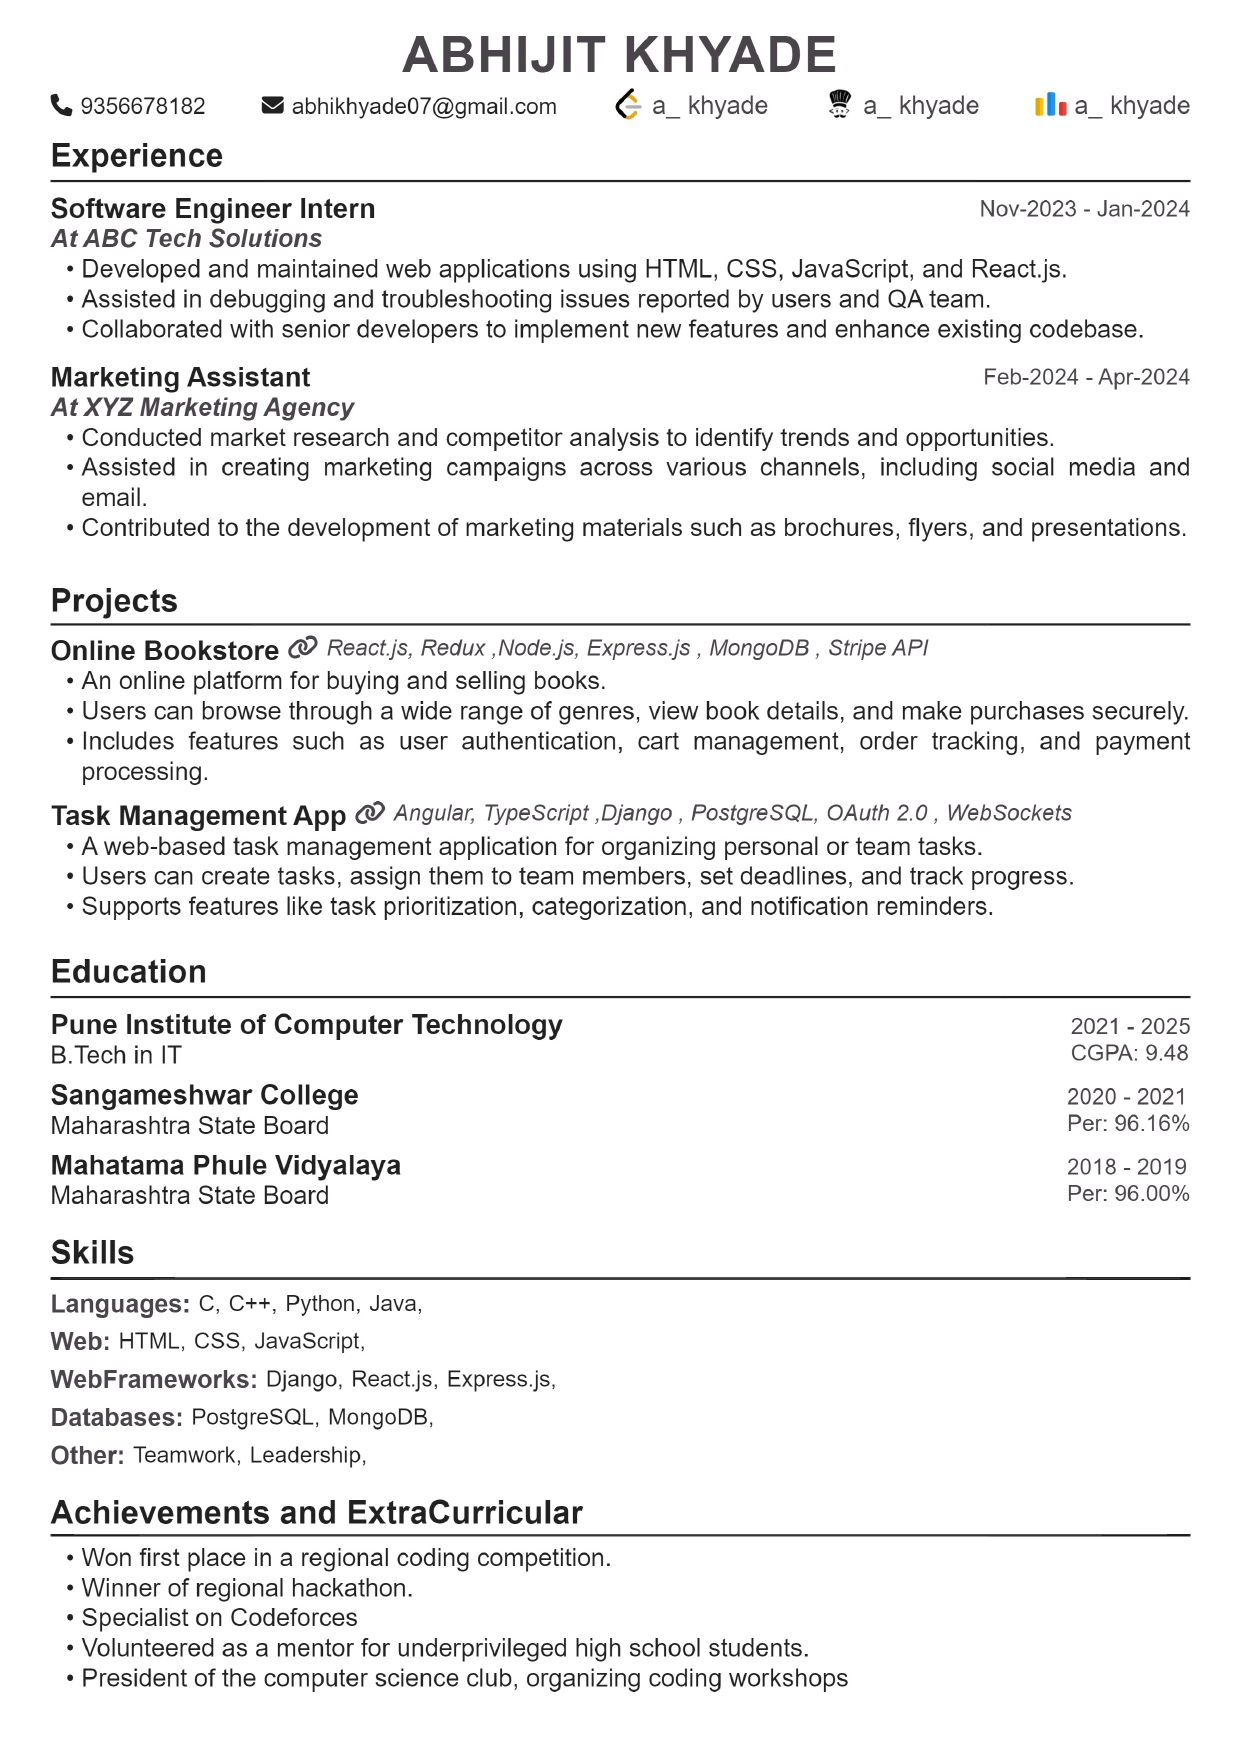 ABHIJIT KHYADE
9356678182 abhikhyade07@gmail.com a_ khyade a_ khyade a_ khyade
Experience
Software Engineer Intern Nov-2023 - Jan-2024
At ABC Tech Solutions
• Developed and maintained web applications using HTML, CSS, JavaScript, and React.js.
• Assisted in debugging and troubleshooting issues reported by users and QA team.
• Collaborated with senior developers to implement new features and enhance existing codebase.
Marketing Assistant Feb-2024 - Apr-2024
At XYZ Marketing Agency
• Conducted market research and competitor analysis to identify trends and opportunities.
• Assisted in creating marketing campaigns across various channels, including social media and
email.
• Contributed to the development of marketing materials such as brochures, flyers, and presentations.
Projects
Online Bookstore React.js, Redux ,Node.js, Express.js , MongoDB , Stripe API
• An online platform for buying and selling books.
• Users can browse through a wide range of genres, view book details, and make purchases securely.
• Includes features such as user authentication, cart management, order tracking, and payment
processing.
Task Management App Angular, TypeScript ,Django , PostgreSQL, OAuth 2.0 , WebSockets
• A web-based task management application for organizing personal or team tasks.
• Users can create tasks, assign them to team members, set deadlines, and track progress.
• Supports features like task prioritization, categorization, and notification reminders.
Education
Pune Institute of Computer Technology 2021 - 2025
B.Tech in IT CGPA: 9.48
Sangameshwar College 2020 - 2021
Maharashtra State Board Per: 96.16%
Mahatama Phule Vidyalaya 2018 - 2019
Maharashtra State Board Per: 96.00%
Skills
Languages: C, C++, Python, Java,
Web: HTML, CSS, JavaScript,
WebFrameworks: Django, React.js, Express.js,
Databases: PostgreSQL, MongoDB,
Other: Teamwork, Leadership,
Achievements and ExtraCurricular
• Won first place in a regional coding competition.
• Winner of regional hackathon.
• Specialist on Codeforces
• Volunteered as a mentor for underprivileged high school students.
• President of the computer science club, organizing coding workshops